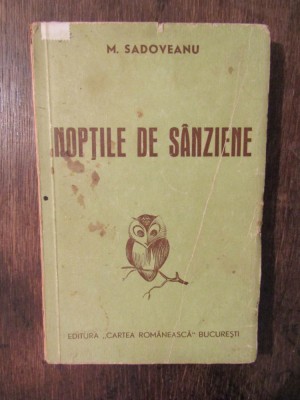 M. SADOVEANU
NOPȚILE DE SÂNZIENE
EDITURA „CARTEA ROMÂNEASCĂ" BUCUREȘTI